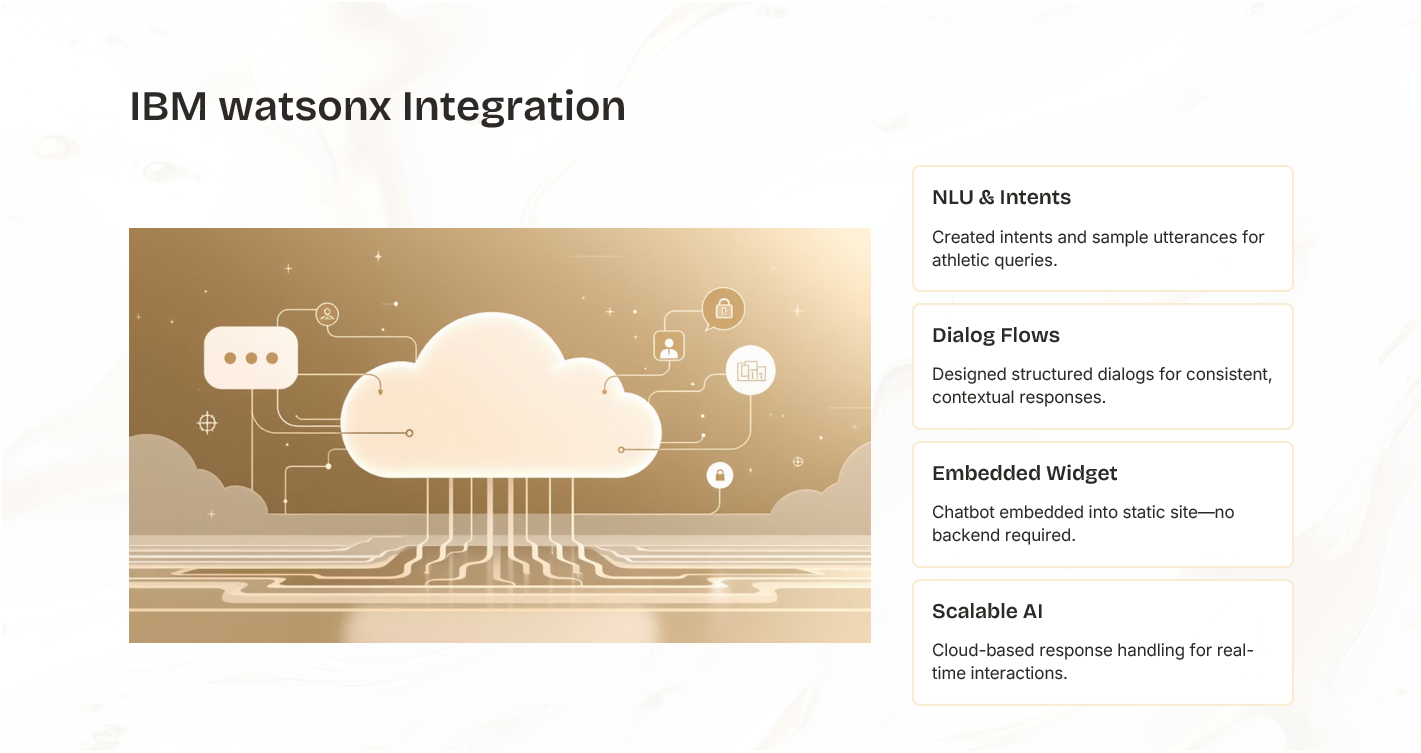 IBM watsonx Integration
NLU & Intents
Created intents and sample utterances for
athletic queries.
Dialog Flows
Designed structured dialogs for consistent,
contextual responses.
Embedded Widget
Chatbot embedded into static site—no
backend required.
Scalable AI
Cloud-based response handling for real-
time interactions.